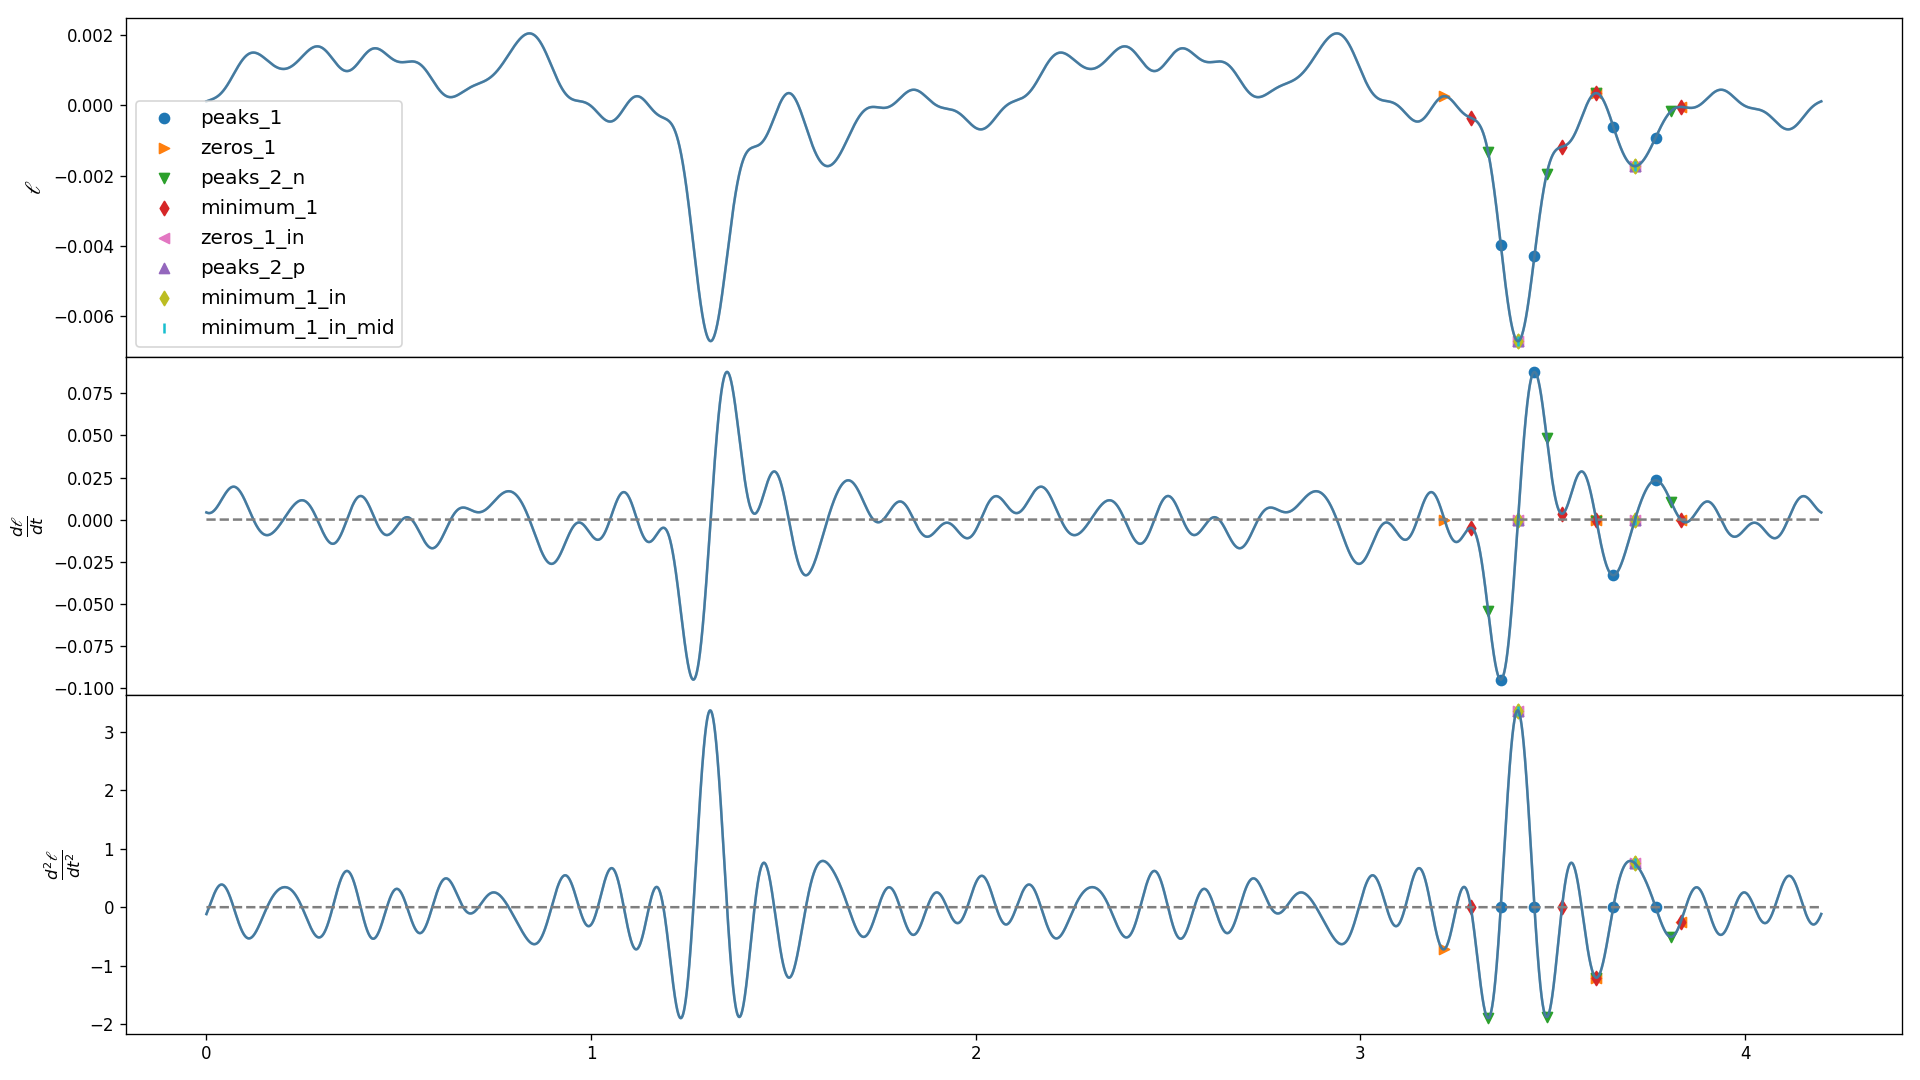 0.002
0.000
−0.002
−0.004
−0.006
ℓ
peaks_1
zeros_1
peaks_2_n
minimum_1
zeros_1_in
peaks_2_p
minimum_1_in
minimum_1_in_mid
0.075
0.050
0.025
0.000
−0.025
−0.050
−0.075
−0.100
dℓ
dt
3
2
1
0
−1
−2
d²ℓ
dt²
0 1 2 3 4